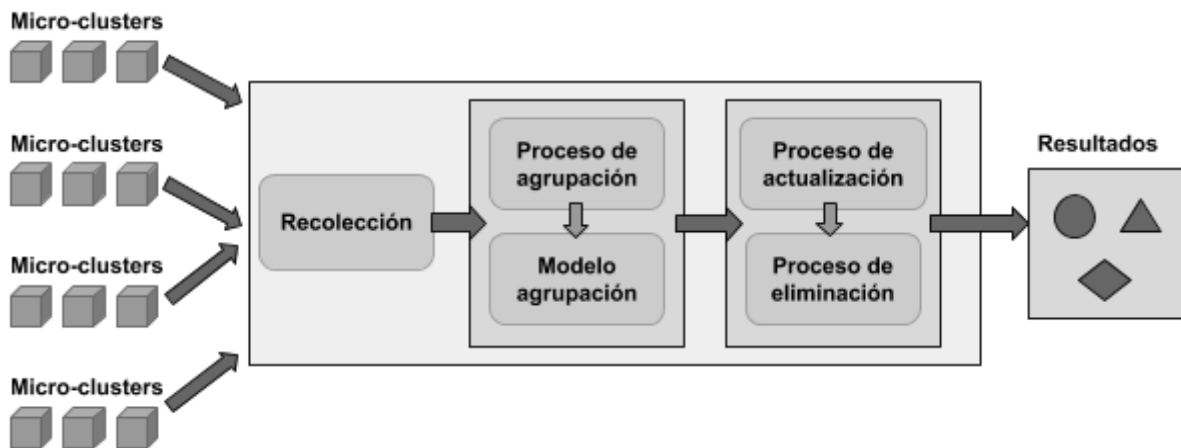 Micro-clusters
Micro-clusters
Micro-clusters
Micro-clusters
Recolección
Proceso de
agrupación
Modelo
agrupación
Proceso de
actualización
Proceso de
eliminación
Resultados